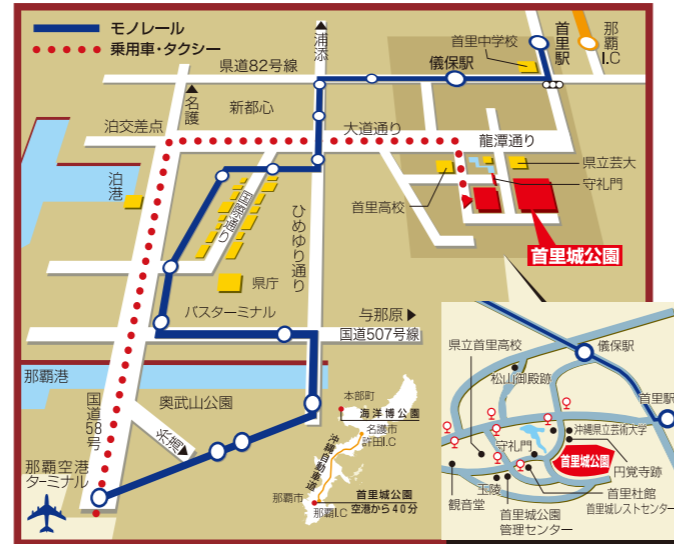 モノレール
乗用車・タクシー
▲浦添
首里中学校
首里駅
那覇I.C
県道82号線
儀保駅
▲名護
新都心
泊交差点
大道通り
龍潭通り
県立芸大
守礼門
首里高校
泊港
国際通り
ひめゆり通り
首里城公園
県庁
バスターミナル
与那原▶
国道507号線
那覇港
奥武山公園
国道58号
糸満▶
那覇空港
ターミナル
本部町
海洋博公園
名護市
許田I.C
沖縄自動車道
那覇市
那覇I.C
首里城公園
空港から40分
儀保駅
県立首里高校
松山御殿跡
首里駅
沖縄県立芸術大学
守礼門
首里城公園
円覚寺跡
玉陵
観音堂
首里杜館
首里城レストセンター
首里城公園
管理センター